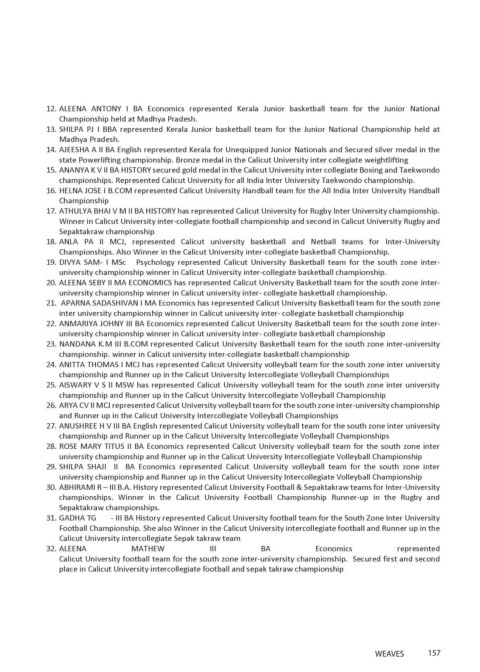 12. ALEENA ANTONY I BA Economics represented Kerala Junior basketball team for the Junior National
Championship held at Madhya Pradesh.
13. SHILPA PJ I BBA represented Kerala Junior basketball team for the Junior National Championship held at
Madhya Pradesh.
14. AJEESHA A II BA English represented Kerala for Unequipped Junior Nationals and Secured silver medal in the
state Powerlifting championship. Bronze medal in the Calicut University inter collegiate weightlifting
15. ANANYA K V II BA HISTORY secured gold medal in the Calicut University inter collegiate Boxing and Taekwondo
championships. Represented Calicut University for all India Inter University Taekwondo championship.
16. HELNA JOSE I B.COM represented Calicut University Handball team for the All India Inter University Handball
Championship
17. ATHULYA BHAI V M II BA HISTORY has represented Calicut University for Rugby Inter University championship.
Winner in Calicut University inter-collegiate football championship and second in Calicut University Rugby and
Sepaktakraw championship
18. ANLA PA II MCJ, represented Calicut university basketball and Netball teams for Inter-University
Championships. Also Winner in the Calicut University inter-collegiate basketball Championship.
19. DIVYA SAM- I MSc Psychology represented Calicut University Basketball team for the south zone inter-
university championship winner in Calicut University inter-collegiate basketball championship.
20. ALEENA SEBY II MA ECONOMICS has represented Calicut University Basketball team for the south zone inter-
university championship winner in Calicut university inter- collegiate basketball championship.
21. APARNA SADASHIVAN I MA Economics has represented Calicut University Basketball team for the south zone
inter university championship winner in Calicut university inter- collegiate basketball championship
22. ANMARIYA JOHNY III BA Economics represented Calicut University Basketball team for the south zone inter-
university championship winner in Calicut university inter- collegiate basketball championship
23. NANDANA K.M III B.COM represented Calicut University Basketball team for the south zone inter-university
championship. winner in Calicut university inter-collegiate basketball championship
24. ANITTA THOMAS I MCJ has represented Calicut University volleyball team for the south zone inter university
championship and Runner up in the Calicut University Intercollegiate Volleyball Championships
25. AISWARY V S II MSW has represented Calicut University volleyball team for the south zone inter university
championship and Runner up in the Calicut University Intercollegiate Volleyball Championship
26. ARYA CV II MCJ represented Calicut University volleyball team for the south zone inter-university championship
and Runner up in the Calicut University Intercollegiate Volleyball Championships
27. ANUSHREE H V III BA English represented Calicut University volleyball team for the south zone inter university
championship and Runner up in the Calicut University Intercollegiate Volleyball Championships
28. ROSE MARY TITUS II BA Economics represented Calicut University volleyball team for the south zone inter
university championship and Runner up in the Calicut University Intercollegiate Volleyball Championship
29. SHILPA SHAJI II BA Economics represented Calicut University volleyball team for the south zone inter
university championship and Runner up in the Calicut University Intercollegiate Volleyball Championship
30. ABHIRAMI R – III B.A. History represented Calicut University Football & Sepaktakraw teams for Inter-University
championships. Winner in the Calicut University Football Championship Runner-up in the Rugby and
Sepaktakraw championships.
31. GADHA TG - III BA History represented Calicut University football team for the South Zone Inter University
Football Championship. She also Winner in the Calicut University intercollegiate football and Runner up in the
Calicut University intercollegiate Sepak takraw team
32. ALEENA MATHEW III BA Economics represented
Calicut University football team for the south zone inter-university championship. Secured first and second
place in Calicut University intercollegiate football and sepak takraw championship
WEAVES 157